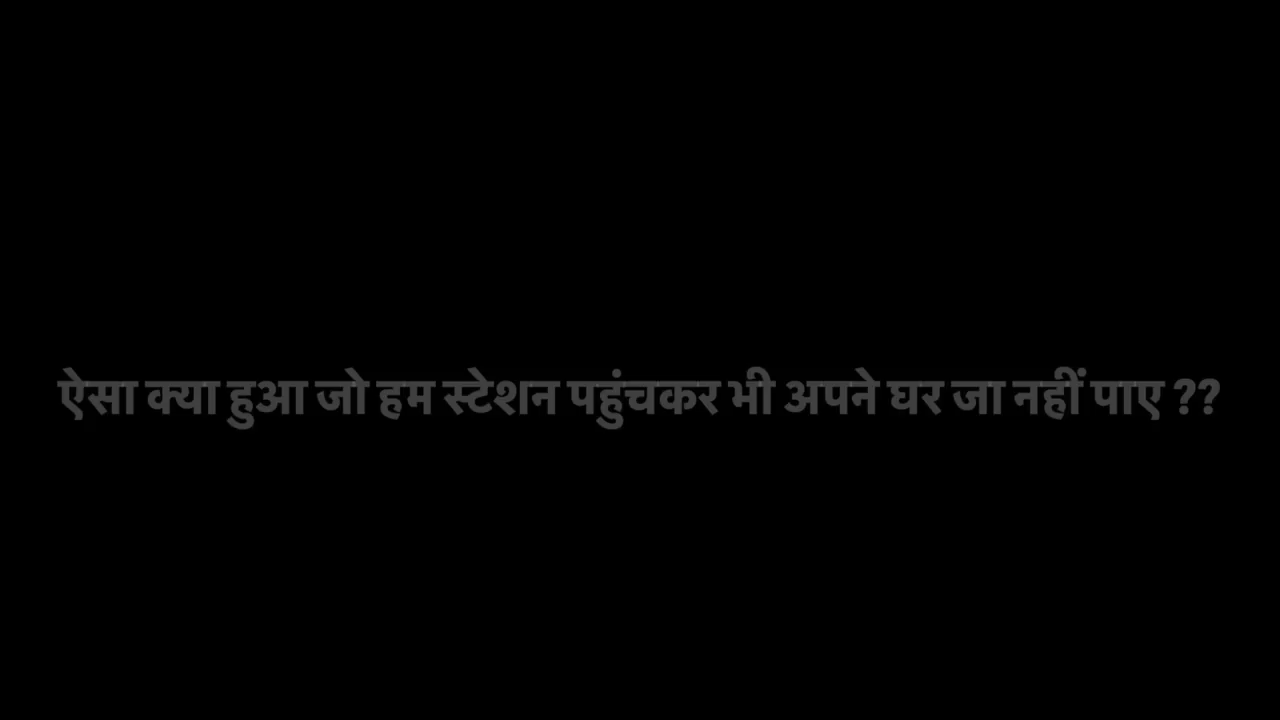 ऐसा क्या हुआ जो हम स्टेशन पहुंचकर भी अपने घर जा नहीं पाए ??